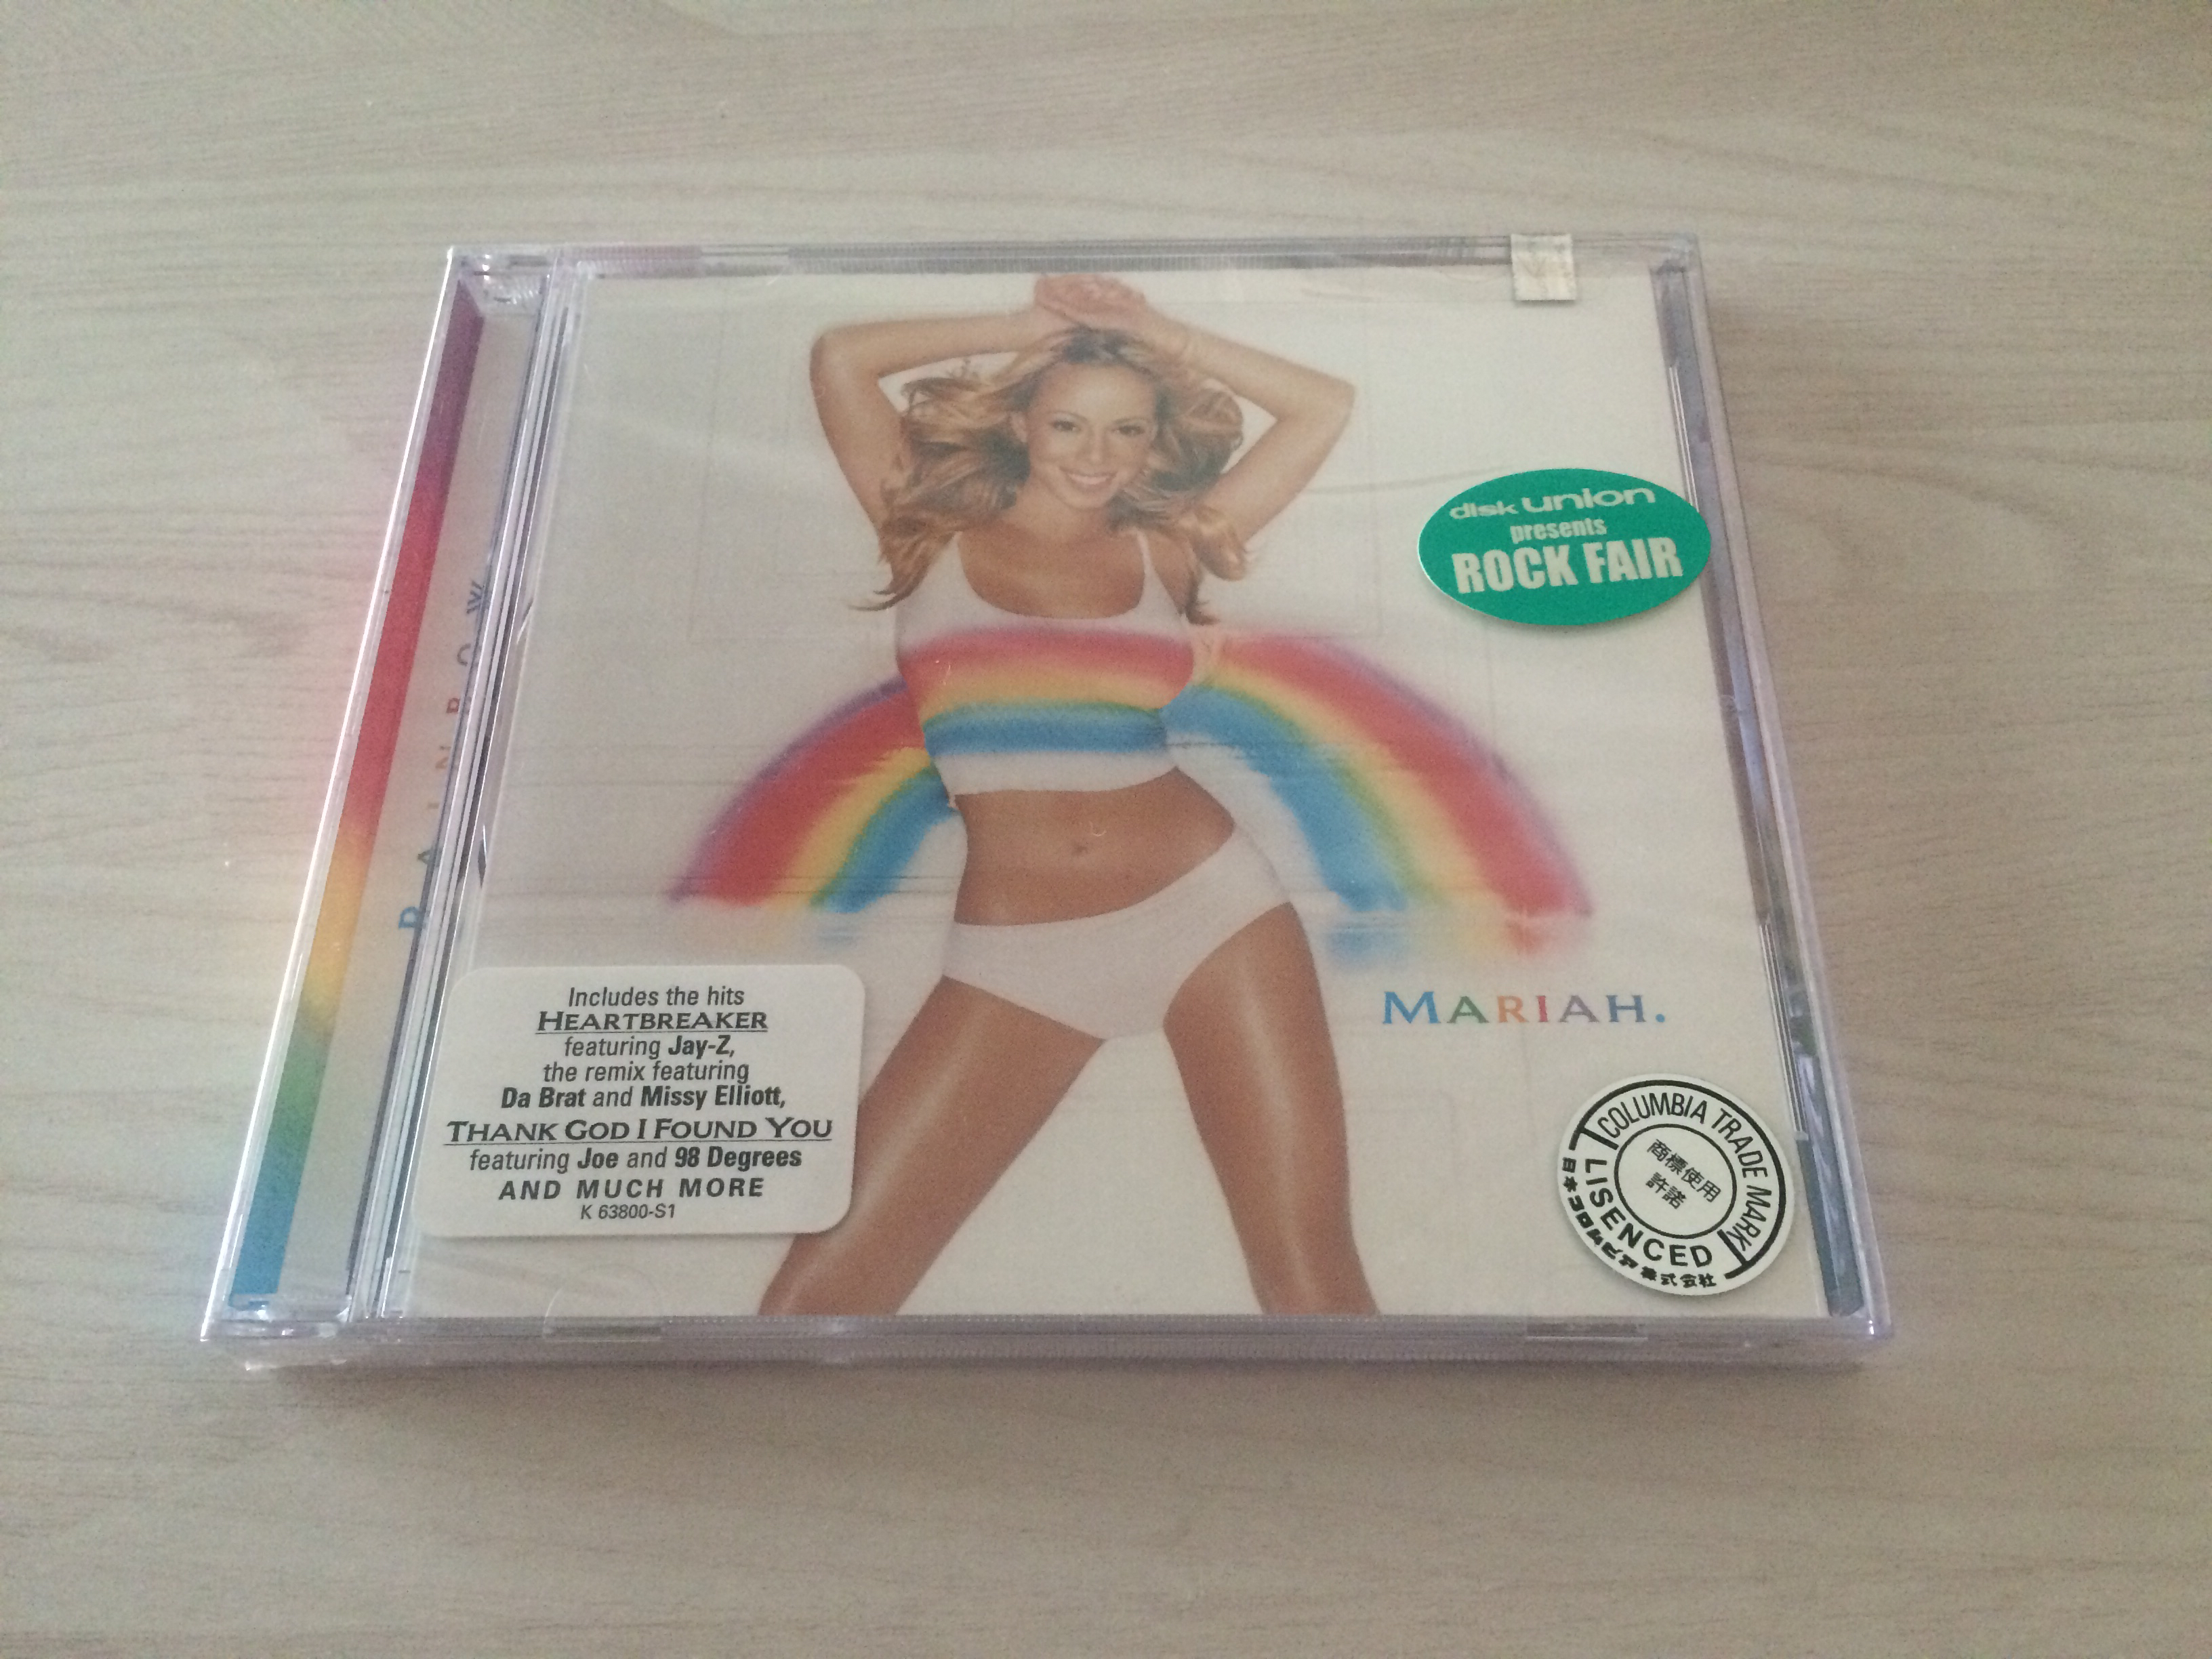 RAINBOW
disk union
presents
ROCK FAIR
MARIAH.
Includes the hits
HEARTBREAKER
featuring Jay-Z,
the remix featuring
Da Brat and Missy Elliott,
THANK GOD I FOUND YOU
featuring Joe and 98 Degrees
AND MUCH MORE
K 63800-S1
COLUMBIA TRADE MARK
商標使用
許諾
LISENCED
日本コロムビア株式会社